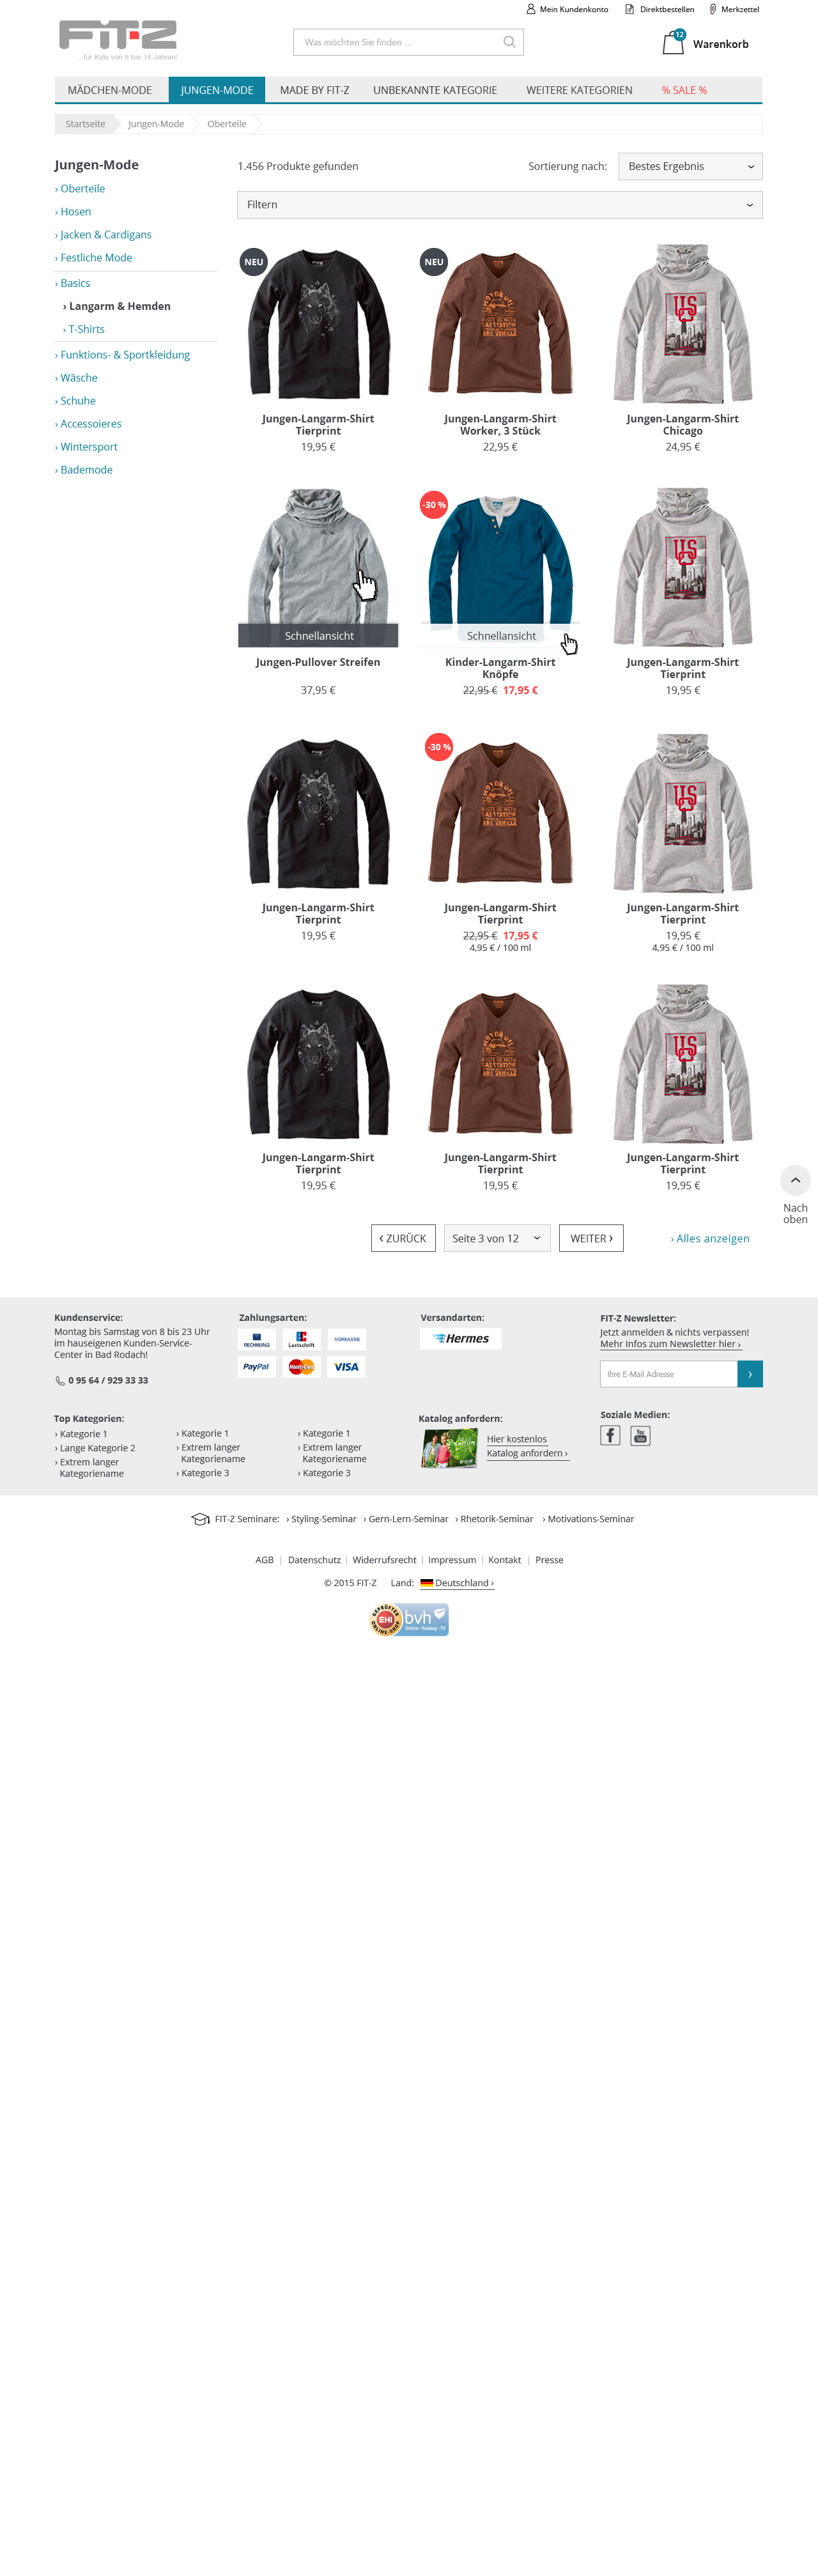 Mein Kundenkonto
Direktbestellen
Merkzettel
FIT-Z
...für Kids von 8 bis 14 Jahren!
Was möchten Sie finden ...
12
Warenkorb
MÄDCHEN-MODE
JUNGEN-MODE
MADE BY FIT-Z
UNBEKANNTE KATEGORIE
WEITERE KATEGORIEN
% SALE %
Startseite
Jungen-Mode
Oberteile
Jungen-Mode
› Oberteile
› Hosen
› Jacken & Cardigans
› Festliche Mode
› Basics
› Langarm & Hemden
› T-Shirts
› Funktions- & Sportkleidung
› Wäsche
› Schuhe
› Accessoieres
› Wintersport
› Bademode
1.456 Produkte gefunden
Sortierung nach:
Bestes Ergebnis
Filtern
NEU
Jungen-Langarm-Shirt
Tierprint
19,95 €
NEU
Jungen-Langarm-Shirt
Worker, 3 Stück
22,95 €
Jungen-Langarm-Shirt
Chicago
24,95 €
Schnellansicht
Jungen-Pullover Streifen
37,95 €
-30 %
Schnellansicht
Kinder-Langarm-Shirt
Knöpfe
22,95 € 17,95 €
Jungen-Langarm-Shirt
Tierprint
19,95 €
Jungen-Langarm-Shirt
Tierprint
19,95 €
-30 %
Jungen-Langarm-Shirt
Tierprint
22,95 € 17,95 €
4,95 € / 100 ml
Jungen-Langarm-Shirt
Tierprint
19,95 €
4,95 € / 100 ml
Jungen-Langarm-Shirt
Tierprint
19,95 €
Jungen-Langarm-Shirt
Tierprint
19,95 €
Jungen-Langarm-Shirt
Tierprint
19,95 €
Nach
oben
‹ ZURÜCK
Seite 3 von 12
WEITER ›
› Alles anzeigen
Kundenservice:
Montag bis Samstag von 8 bis 23 Uhr
im hauseigenen Kunden-Service-
Center in Bad Rodach!
0 95 64 / 929 33 33
Zahlungsarten:
RECHNUNG
Lastschrift
VORKASSE
PayPal
MasterCard
VISA
Versandarten:
Hermes
FIT-Z Newsletter:
Jetzt anmelden & nichts verpassen!
Mehr Infos zum Newsletter hier ›
Ihre E-Mail Adresse
›
Top Kategorien:
› Kategorie 1
› Lange Kategorie 2
› Extrem langer
Kategoriename
› Kategorie 1
› Extrem langer
Kategoriename
› Kategorie 3
› Kategorie 1
› Extrem langer
Kategoriename
› Kategorie 3
Katalog anfordern:
Hier kostenlos
Katalog anfordern ›
Soziale Medien:
You
Tube
FIT-Z Seminare:
› Styling-Seminar
› Gern-Lern-Seminar
› Rhetorik-Seminar
› Motivations-Seminar
AGB | Datenschutz | Widerrufsrecht | Impressum | Kontakt | Presse
© 2015 FIT-Z
Land:
Deutschland ›
GEPRÜFTER
EHI
ONLINE-SHOP
bvh
Online • Katalog • TV